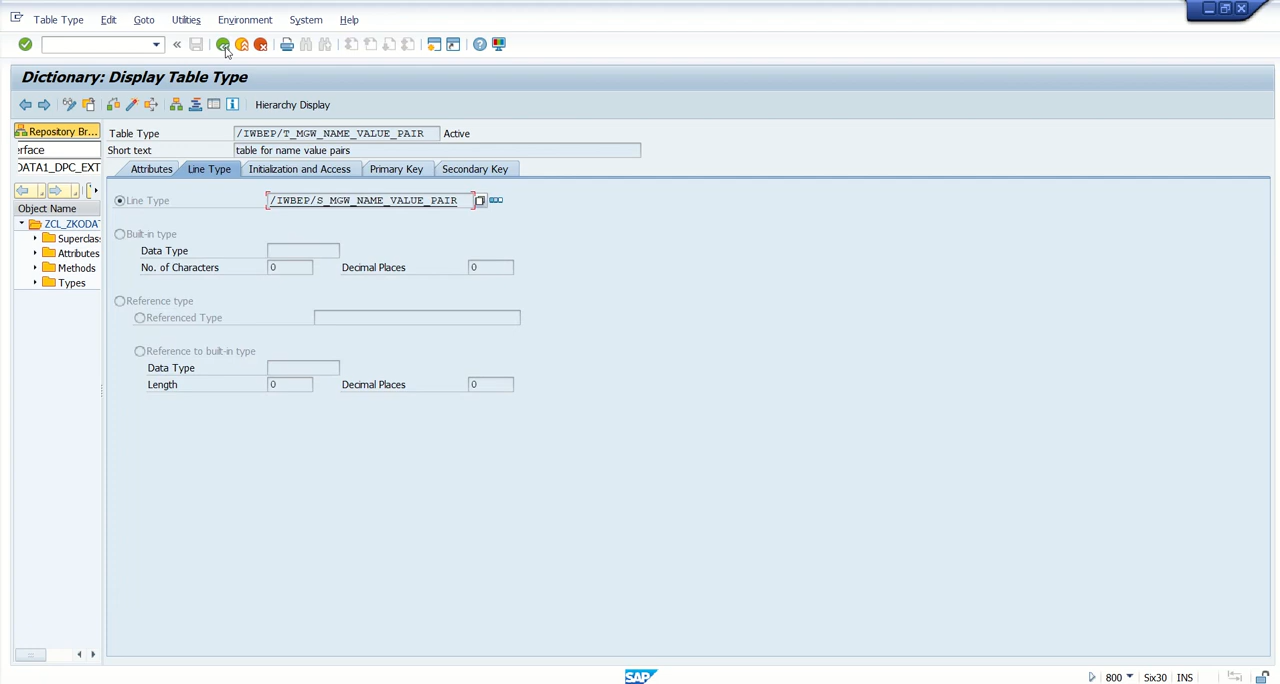 Table Type Edit Goto Utilities Environment System Help
Dictionary: Display Table Type
Hierarchy Display
Repository Br...
erface
DATA1_DPC_EXT
Object Name
ZCL_ZKODA
Superclas
Attributes
Methods
Types
Table Type /IWBEP/T_MGW_NAME_VALUE_PAIR Active
Short text table for name value pairs
Attributes Line Type Initialization and Access Primary Key Secondary Key
Line Type /IWBEP/S_MGW_NAME_VALUE_PAIR
Built-in type
Data Type
No. of Characters 0 Decimal Places 0
Reference type
Referenced Type
Reference to built-in type
Data Type
Length 0 Decimal Places 0
SAP
800 Six30 INS